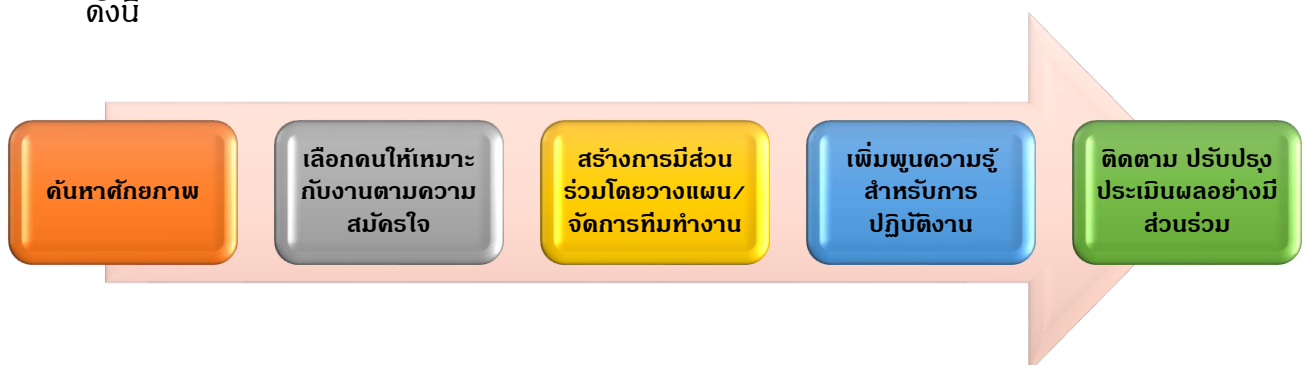 ดังนี้
ค้นหาศักยภาพ
เลือกคนให้เหมาะ
กับงานตามความ
สมัครใจ
สร้างการมีส่วน
ร่วมโดยวางแผน/
จัดการทีมทำงาน
เพิ่มพูนความรู้
สำหรับการ
ปฏิบัติงาน
ติดตาม ปรับปรุง
ประเมินผลอย่างมี
ส่วนร่วม